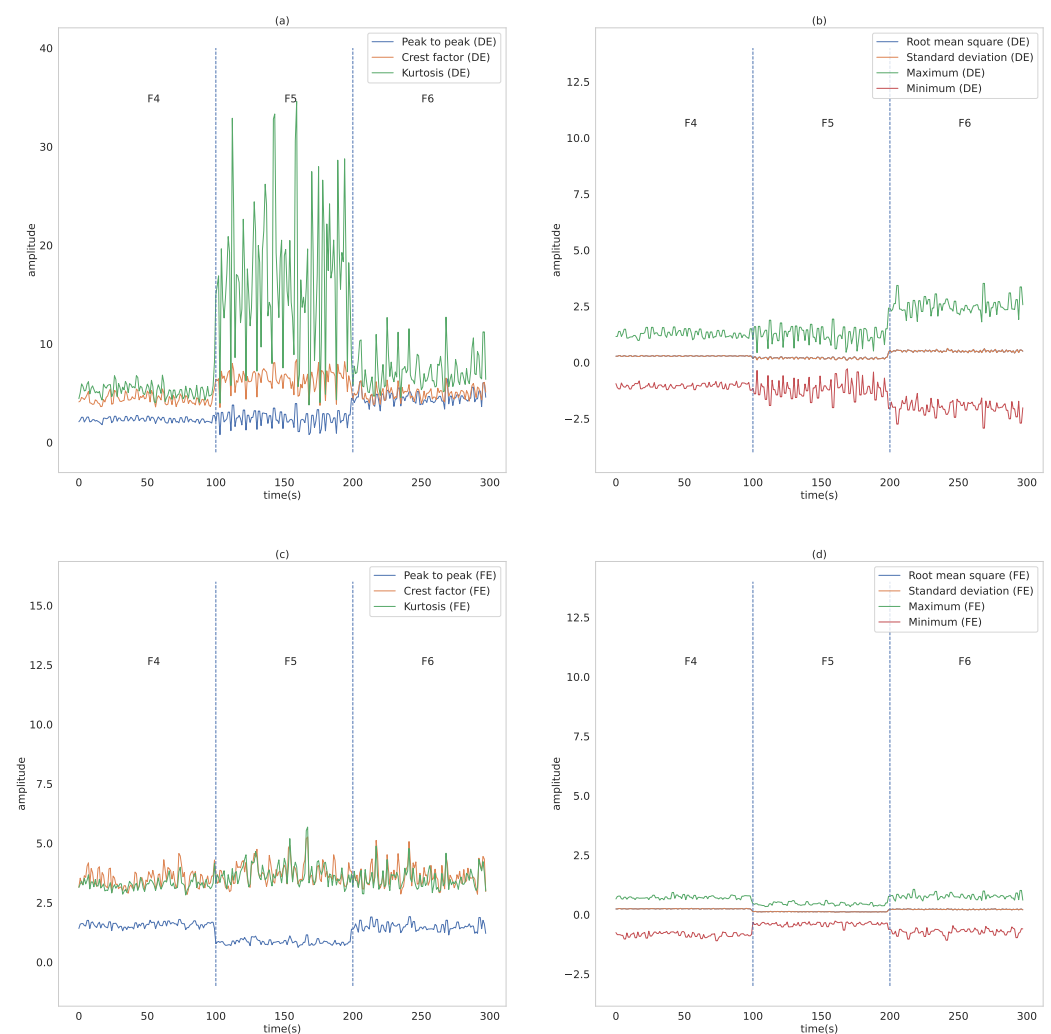 (a)
40
30
20
10
0
amplitude
0 50 100 150 200 250 300
time(s)
F4 F5 F6
Peak to peak (DE)
Crest factor (DE)
Kurtosis (DE)
(b)
12.5
10.0
7.5
5.0
2.5
0.0
−2.5
amplitude
0 50 100 150 200 250 300
time(s)
F4 F5 F6
Root mean square (DE)
Standard deviation (DE)
Maximum (DE)
Minimum (DE)
(c)
15.0
12.5
10.0
7.5
5.0
2.5
0.0
amplitude
0 50 100 150 200 250 300
time(s)
F4 F5 F6
Peak to peak (FE)
Crest factor (FE)
Kurtosis (FE)
(d)
12.5
10.0
7.5
5.0
2.5
0.0
−2.5
amplitude
0 50 100 150 200 250 300
time(s)
F4 F5 F6
Root mean square (FE)
Standard deviation (FE)
Maximum (FE)
Minimum (FE)